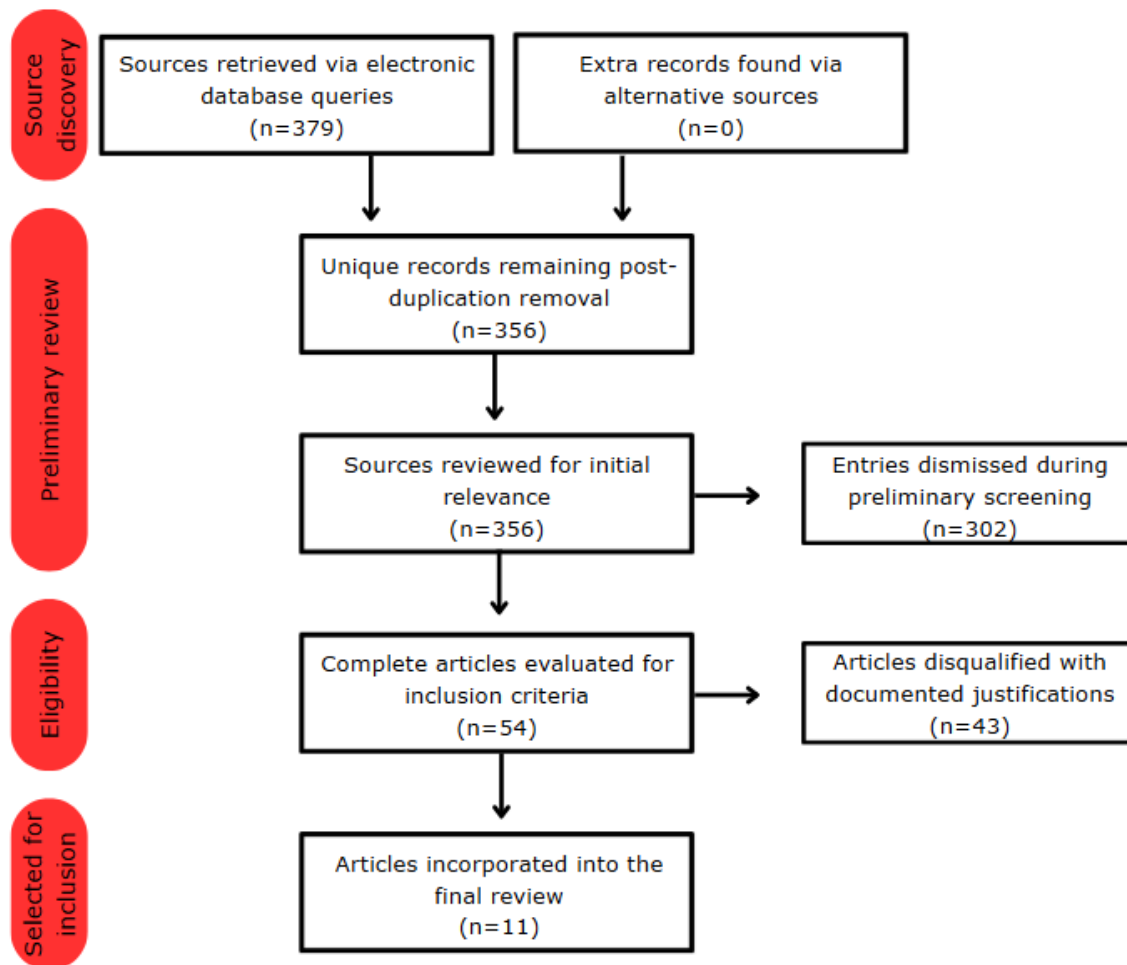 Source
discovery
Sources retrieved via electronic
database queries
(n=379)
Extra records found via
alternative sources
(n=0)
Preliminary review
Unique records remaining post-
duplication removal
(n=356)
Sources reviewed for initial
relevance
(n=356)
Entries dismissed during
preliminary screening
(n=302)
Eligibility
Complete articles evaluated for
inclusion criteria
(n=54)
Articles disqualified with
documented justifications
(n=43)
Selected for
inclusion
Articles incorporated into the
final review
(n=11)